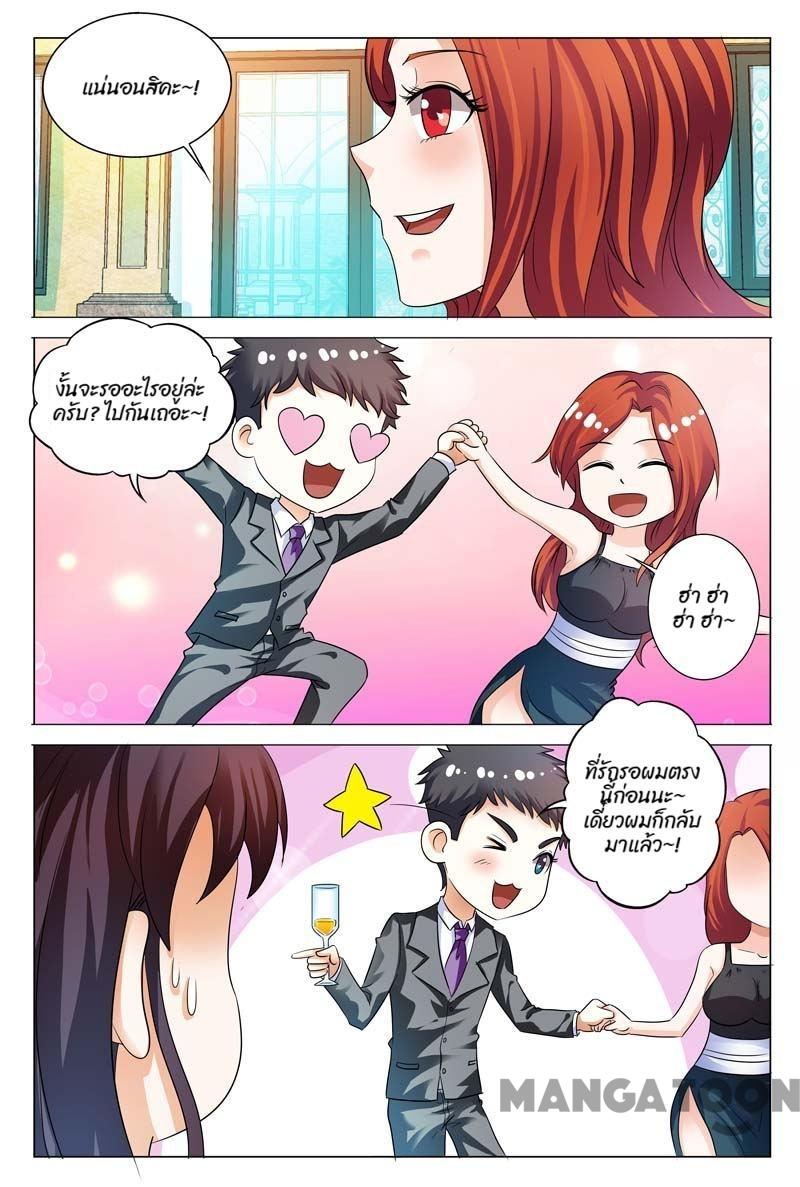 แน่นอนสิคะ~!
งั้นจะรออะไรอยู่ล่ะ
ครับ? ไปกันเถอะ~!
ฮ่า ฮ่า
ฮ่า ฮ่า~
ที่รักรอผมตรง
นี้ก่อนนะ~
เดี๋ยวผมก็กลับ
มาแล้ว~!
MANGATOON